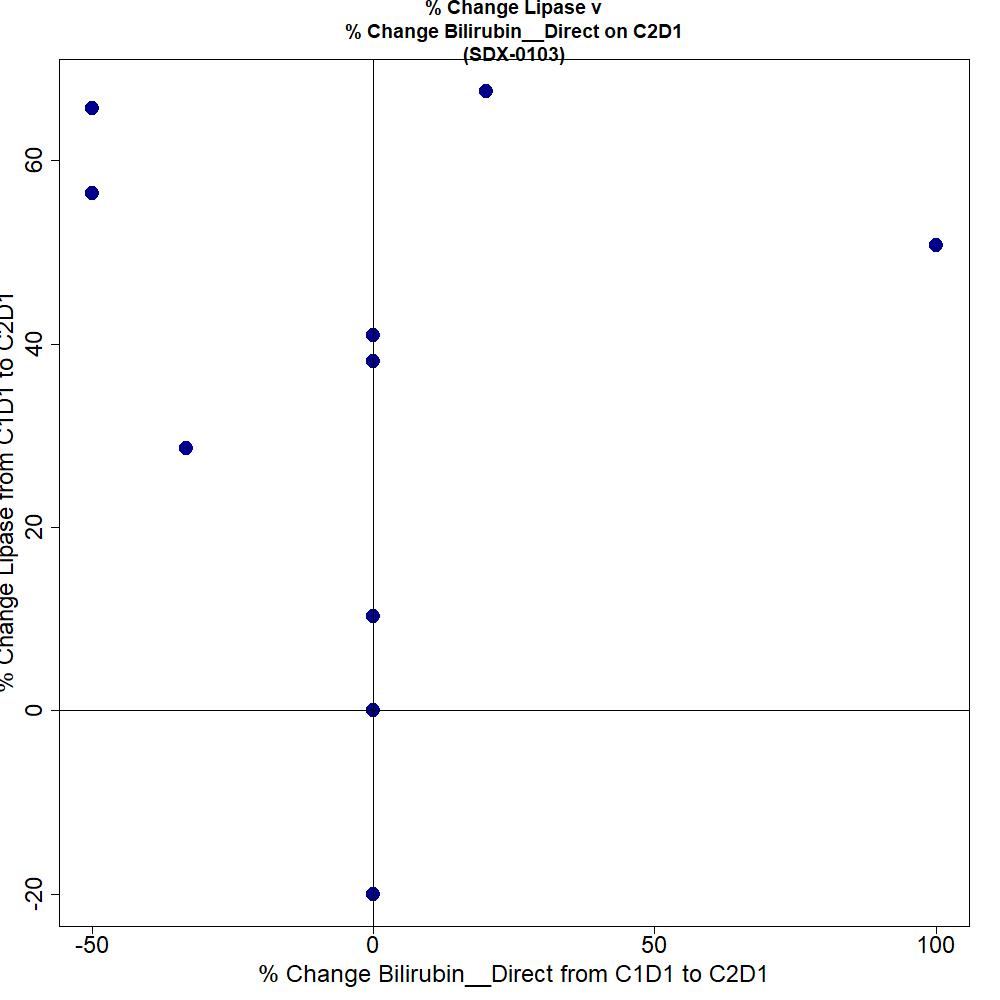 % Change Lipase v
% Change Bilirubin__Direct on C2D1
(SDX-0103)
% Change Lipase from C1D1 to C2D1
60
40
20
0
-20
-50
0
50
100
% Change Bilirubin__Direct from C1D1 to C2D1